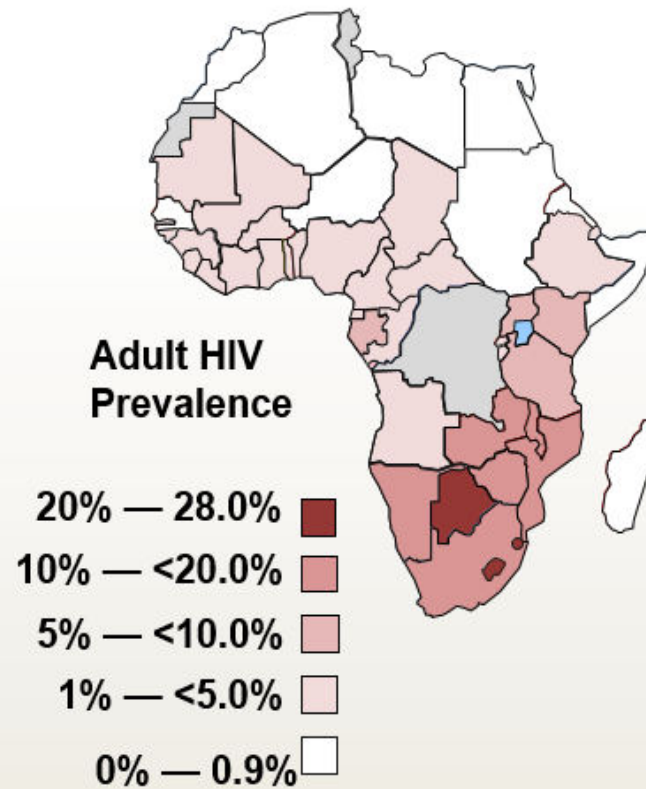 Adult HIV
Prevalence
20% — 28.0%
10% — <20.0%
5% — <10.0%
1% — <5.0%
0% — 0.9%